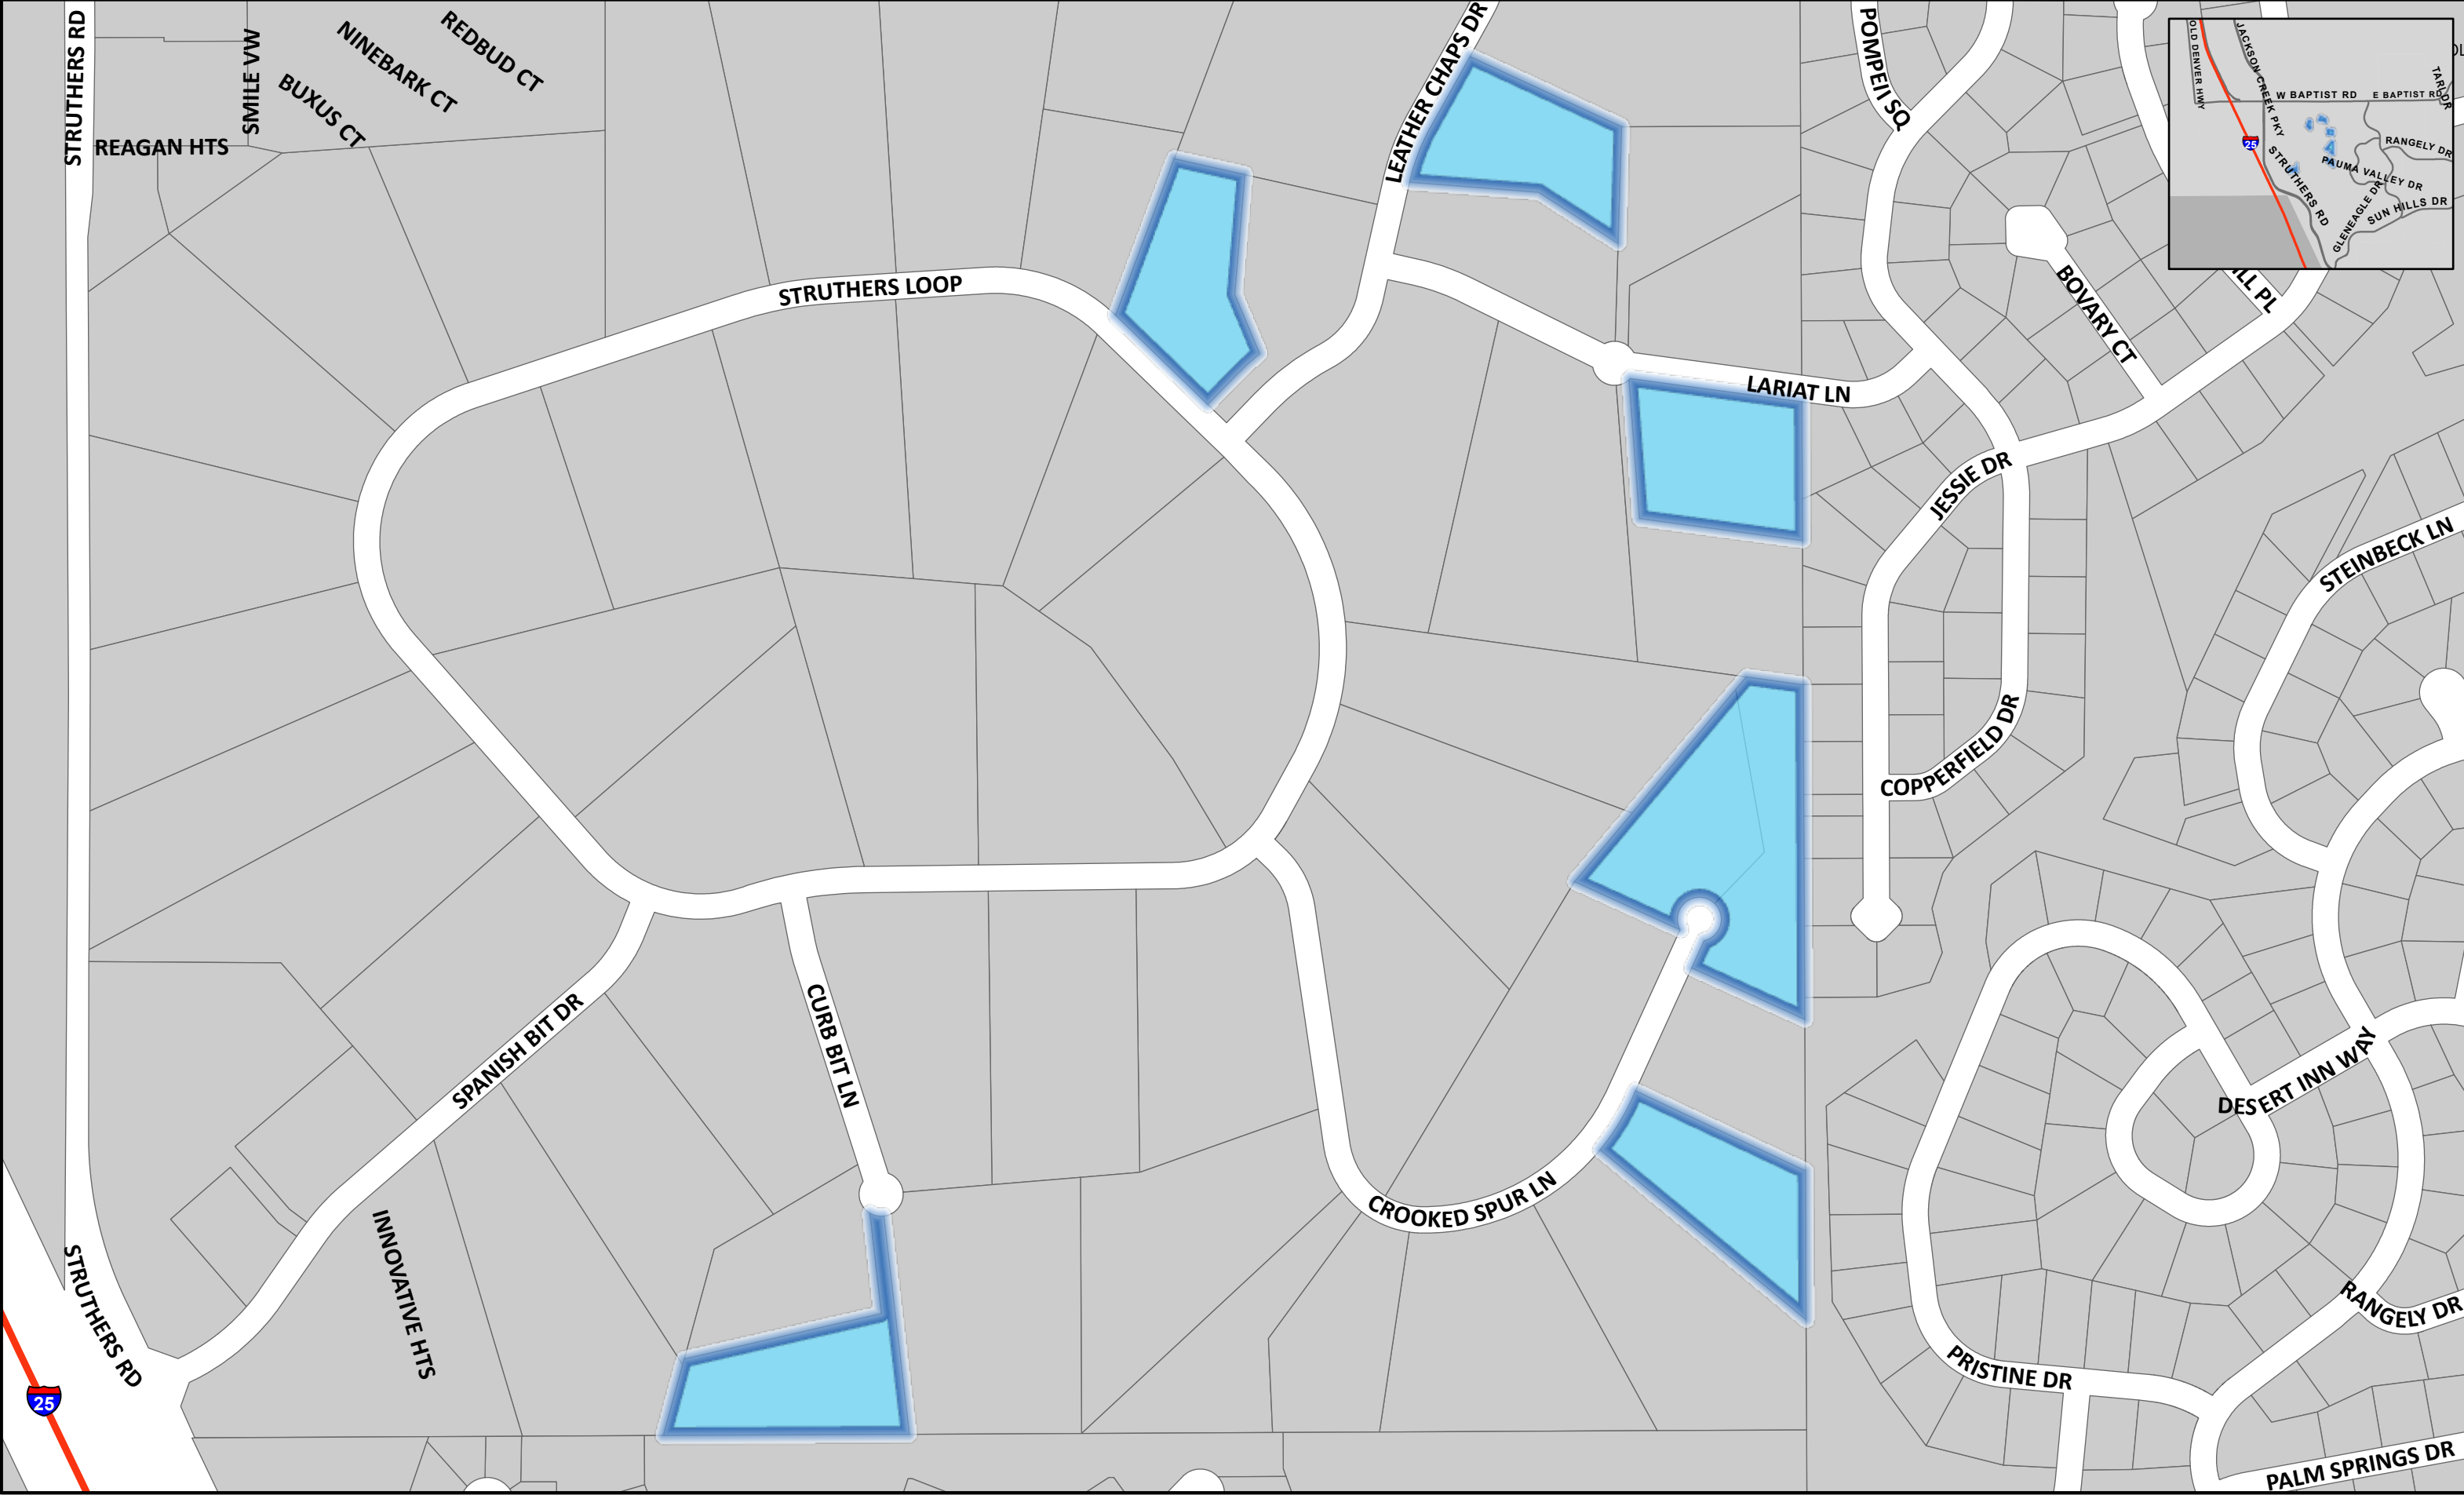 STRUTHERS RD
SMILE VW
REDBUD CT
NINEBARK CT
BUXUS CT
REAGAN HTS
LEATHER CHAPS DR
POMPEII SQ
STRUTHERS LOOP
BOVARY CT
LARIAT LN
JESSIE DR
STEINBECK LN
COPPERFIELD DR
SPANISH BIT DR
CURB BIT LN
CROOKED SPUR LN
DESERT INN WAY
INNOVATIVE HTS
STRUTHERS RD
RANGELY DR
PRISTINE DR
PALM SPRINGS DR
25
OLD DENVER HWY
JACKSON CREEK PKY
W BAPTIST RD
E BAPTIST RD
TARI DR
25
RANGELY DR
STRUTHERS RD
PAUMA VALLEY DR
GLENEAGLE DR
SUN HILLS DR
PL